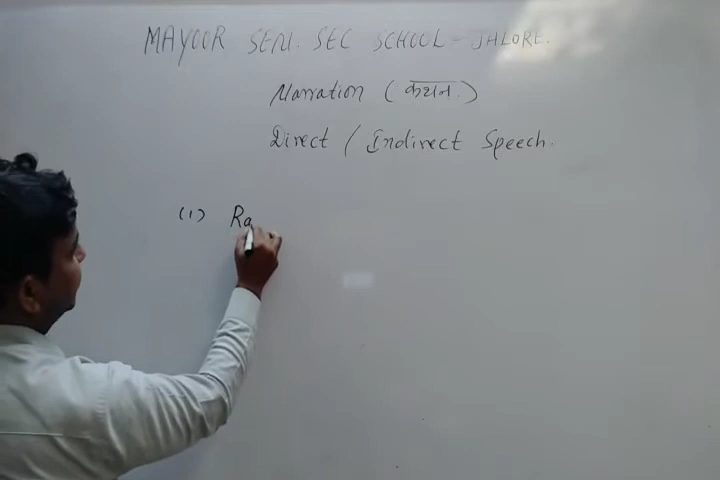 MAYOOR SEN. SEC SCHOOL - JALORE.
Narration (कथन.)
Direct / Indirect Speech.
(1) Ra